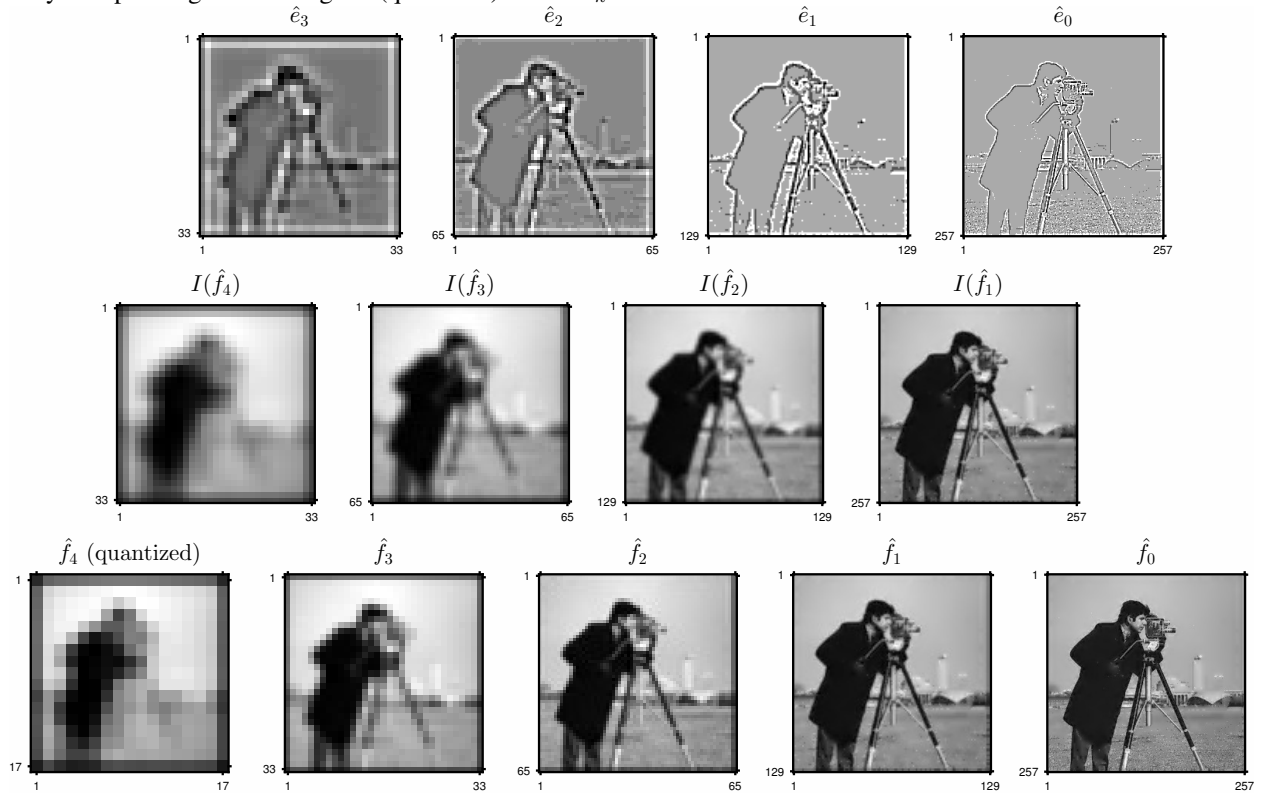 ê₃ ê₂ ê₁ ê₀
1 1 1 1
33 65 129 257
1 33 1 65 1 129 1 257
I(f̂₄) I(f̂₃) I(f̂₂) I(f̂₁)
1 1 1 1
33 65 129 257
1 33 1 65 1 129 1 257
f̂₄ (quantized) f̂₃ f̂₂ f̂₁ f̂₀
1 1 1 1 1
17 33 65 129 257
1 17 1 33 1 65 1 129 1 257